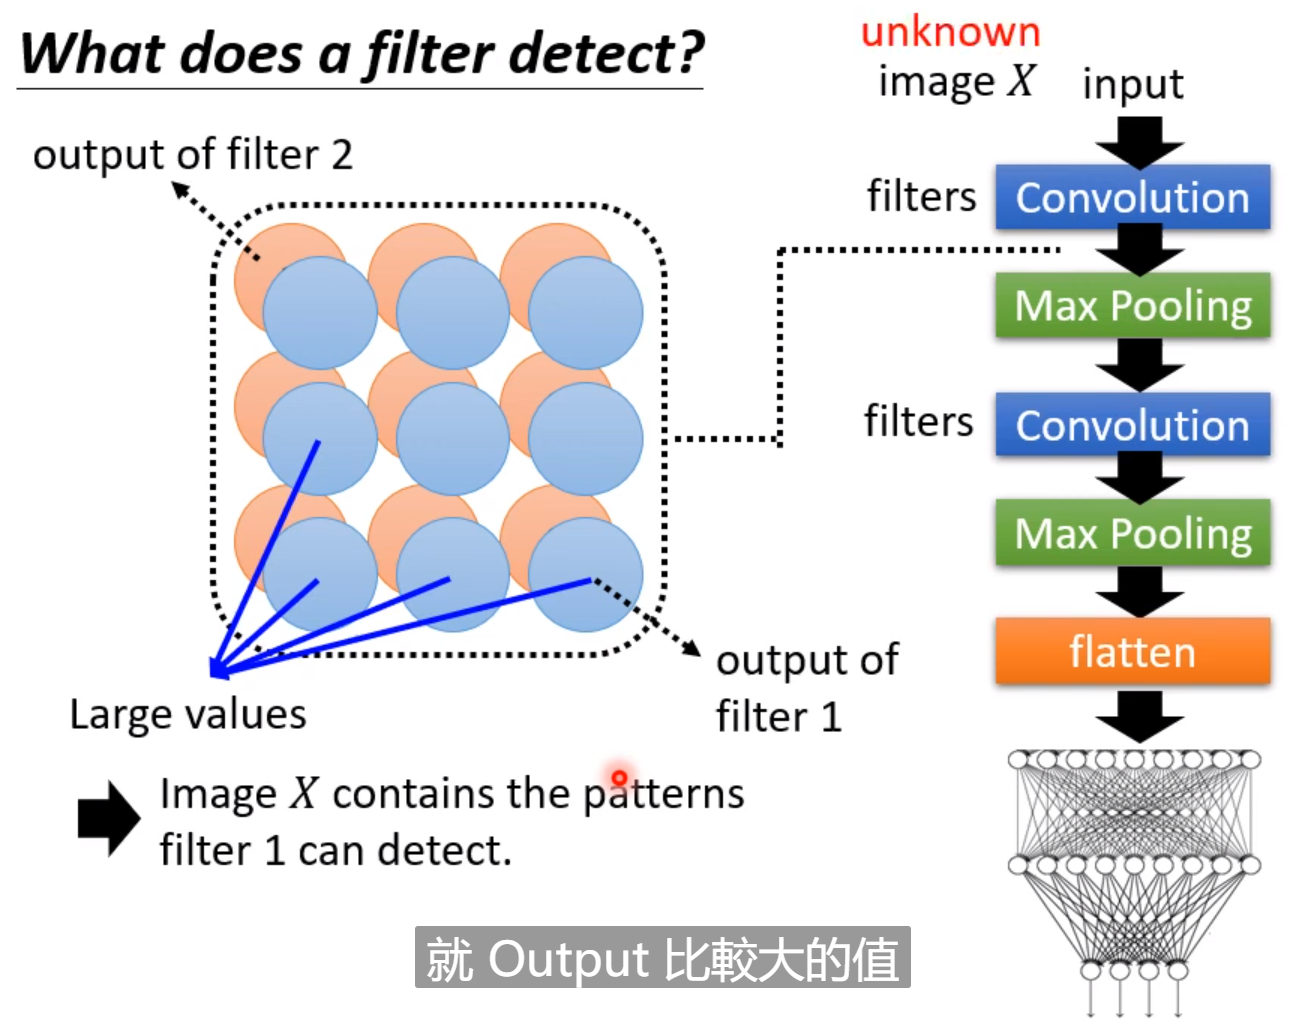 What does a filter detect?
unknown
image X
input
output of filter 2
filters
Convolution
Max Pooling
filters
Convolution
Max Pooling
flatten
output of
filter 1
Large values
Image X contains the patterns
filter 1 can detect.
就 Output 比較大的值